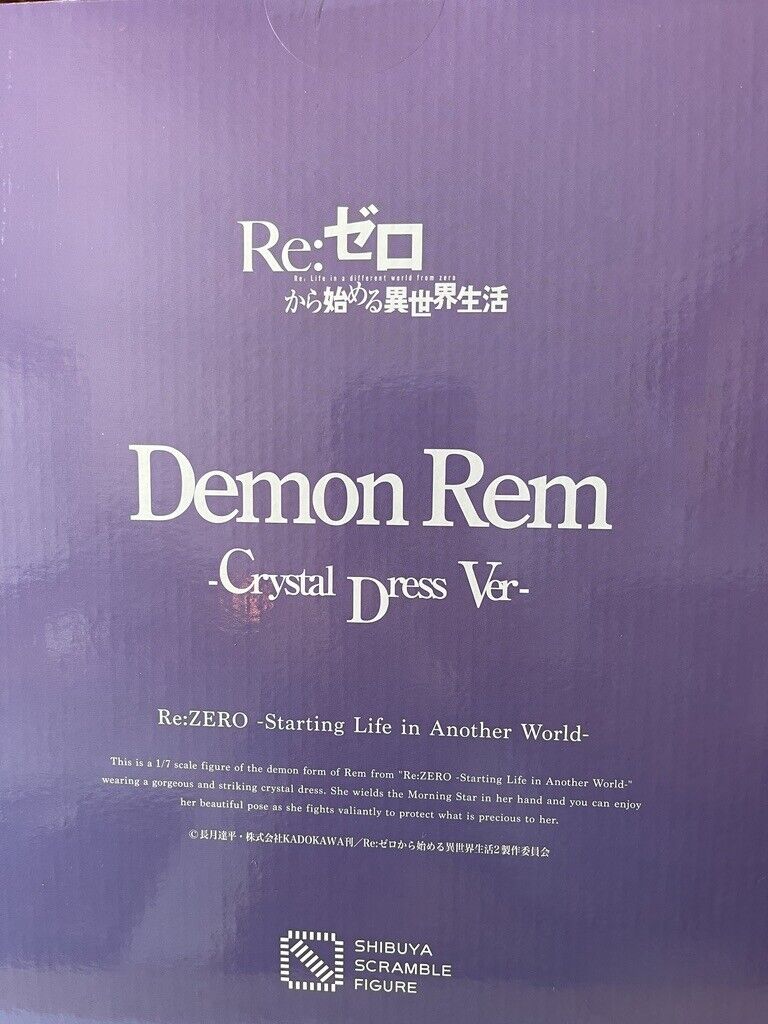 Re:ゼロ
Re: Life in a different world from zero
から始める異世界生活
Demon Rem
-Crystal Dress Ver-
Re:ZERO -Starting Life in Another World-
This is a 1/7 scale figure of the demon form of Rem from "Re:ZERO -Starting Life in Another World-"
wearing a gorgeous and striking crystal dress. She wields the Morning Star in her hand and you can enjoy
her beautiful pose as she fights valiantly to protect what is precious to her.
©長月達平・株式会社KADOKAWA刊／Re:ゼロから始める異世界生活2製作委員会
SHIBUYA
SCRAMBLE
FIGURE